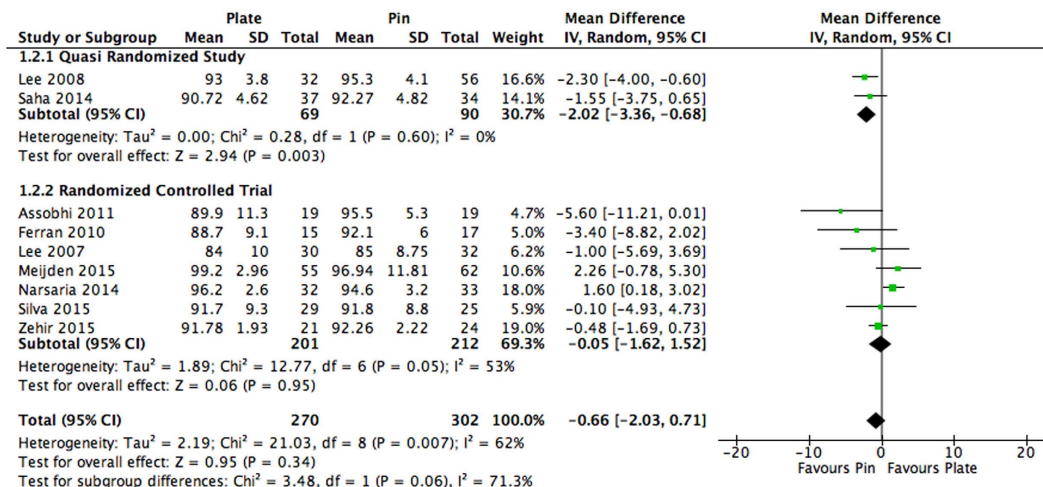 Plate Pin Mean Difference Mean Difference
Study or Subgroup Mean SD Total Mean SD Total Weight IV, Random, 95% CI IV, Random, 95% CI
1.2.1 Quasi Randomized Study
Lee 2008 93 3.8 32 95.3 4.1 56 16.6% -2.30 [-4.00, -0.60]
Saha 2014 90.72 4.62 37 92.27 4.82 34 14.1% -1.55 [-3.75, 0.65]
Subtotal (95% CI) 69 90 30.7% -2.02 [-3.36, -0.68]
Heterogeneity: Tau² = 0.00; Chi² = 0.28, df = 1 (P = 0.60); I² = 0%
Test for overall effect: Z = 2.94 (P = 0.003)
1.2.2 Randomized Controlled Trial
Assobhi 2011 89.9 11.3 19 95.5 5.3 19 4.7% -5.60 [-11.21, 0.01]
Ferran 2010 88.7 9.1 15 92.1 6 17 5.0% -3.40 [-8.82, 2.02]
Lee 2007 84 10 30 85 8.75 32 6.2% -1.00 [-5.69, 3.69]
Meijden 2015 99.2 2.96 55 96.94 11.81 62 10.6% 2.26 [-0.78, 5.30]
Narsaria 2014 96.2 2.6 32 94.6 3.2 33 18.0% 1.60 [0.18, 3.02]
Silva 2015 91.7 9.3 29 91.8 8.8 25 5.9% -0.10 [-4.93, 4.73]
Zehir 2015 91.78 1.93 21 92.26 2.22 24 19.0% -0.48 [-1.69, 0.73]
Subtotal (95% CI) 201 212 69.3% -0.05 [-1.62, 1.52]
Heterogeneity: Tau² = 1.89; Chi² = 12.77, df = 6 (P = 0.05); I² = 53%
Test for overall effect: Z = 0.06 (P = 0.95)
Total (95% CI) 270 302 100.0% -0.66 [-2.03, 0.71]
Heterogeneity: Tau² = 2.19; Chi² = 21.03, df = 8 (P = 0.007); I² = 62%
Test for overall effect: Z = 0.95 (P = 0.34)
Test for subgroup differences: Chi² = 3.48, df = 1 (P = 0.06), I² = 71.3%
-20 -10 0 10 20
Favours Pin Favours Plate